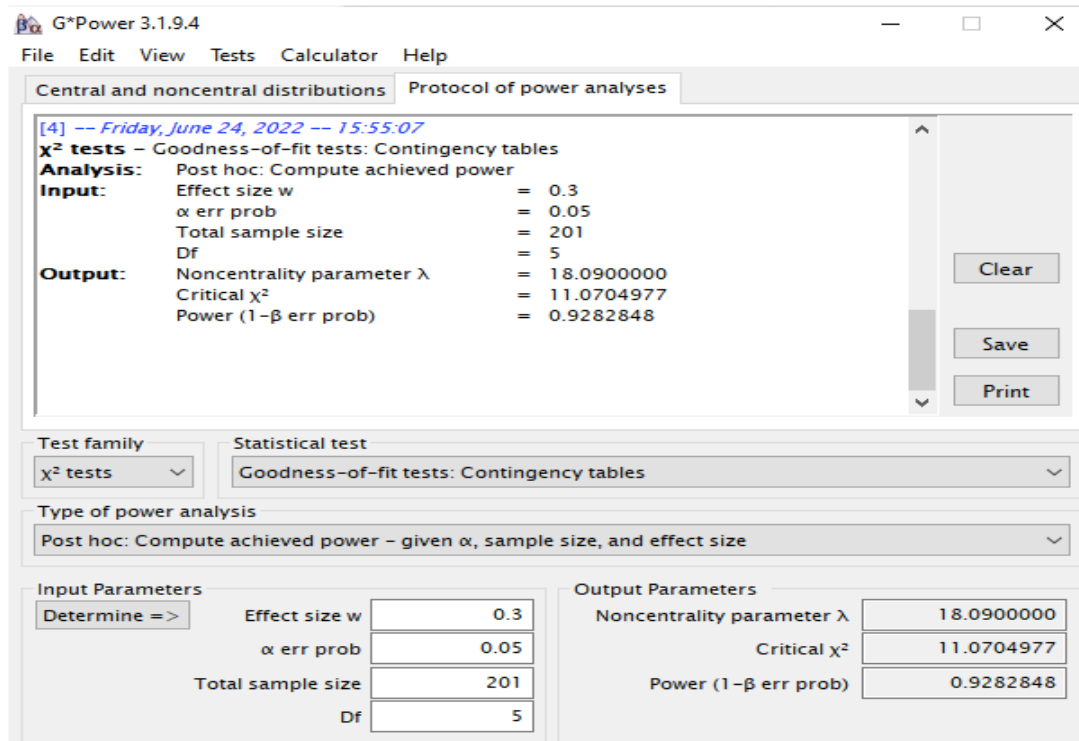 G*Power 3.1.9.4
File Edit View Tests Calculator Help
Central and noncentral distributions Protocol of power analyses
[4] -- Friday, June 24, 2022 -- 15:55:07
χ² tests – Goodness-of-fit tests: Contingency tables
Analysis: Post hoc: Compute achieved power
Input: Effect size w = 0.3
α err prob = 0.05
Total sample size = 201
Df = 5
Output: Noncentrality parameter λ = 18.0900000
Critical χ² = 11.0704977
Power (1-β err prob) = 0.9282848
Clear
Save
Print
Test family Statistical test
χ² tests Goodness-of-fit tests: Contingency tables
Type of power analysis
Post hoc: Compute achieved power – given α, sample size, and effect size
Input Parameters Output Parameters
Determine => Effect size w 0.3 Noncentrality parameter λ 18.0900000
α err prob 0.05 Critical χ² 11.0704977
Total sample size 201 Power (1-β err prob) 0.9282848
Df 5